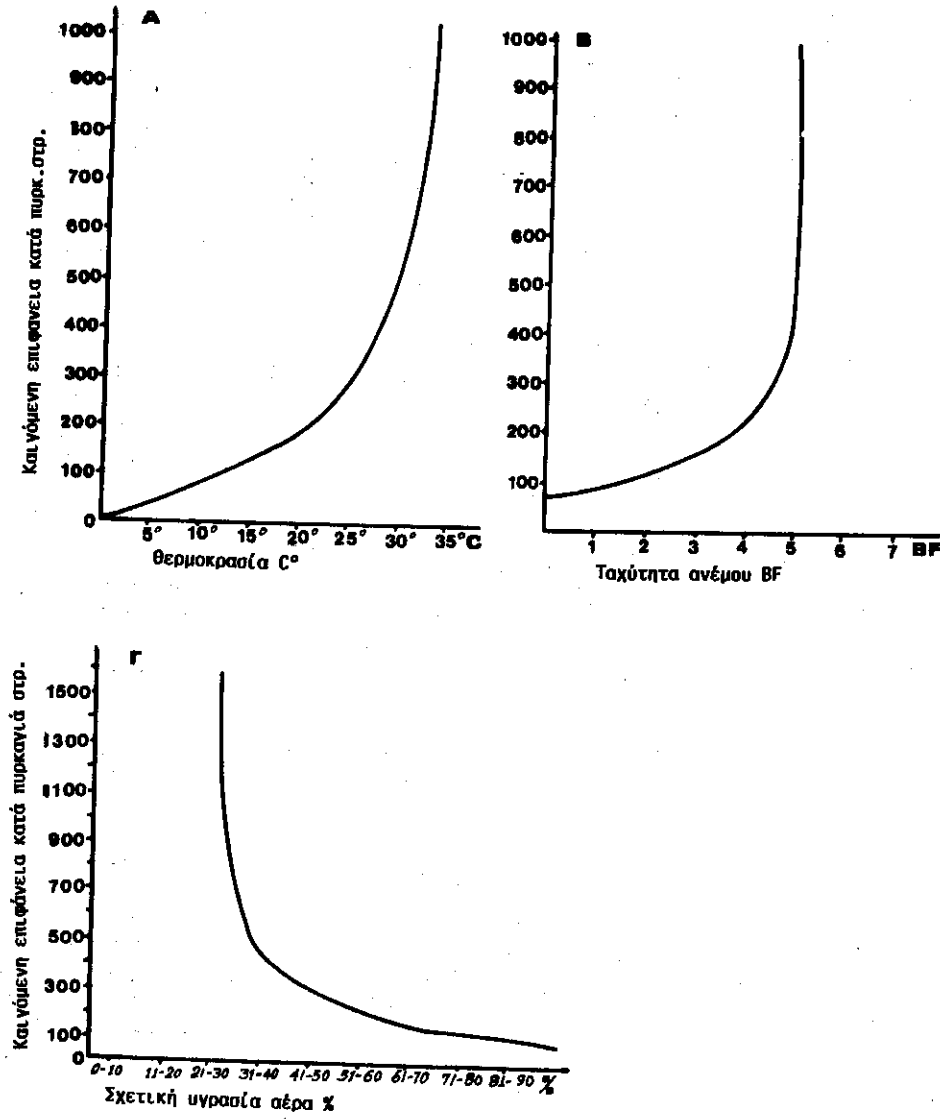 A
1000
900
800
700
600
500
400
300
200
100
0
Καιγόμενη επιφάνεια κατά πυρκ.στρ.
5° 10° 15° 20° 25° 30° 35°C
θερμοκρασία C°
B
1000
900
800
700
600
500
400
300
200
100
1 2 3 4 5 6 7 BF
Ταχύτητα ανέμου BF
Γ
1500
1300
1100
900
700
500
300
100
0
Καιγόμενη επιφάνεια κατά πυρκαγιά στρ.
0-10 11-20 21-30 31-40 41-50 51-60 61-70 71-80 81-90 %
Σχετική υγρασία αέρα %